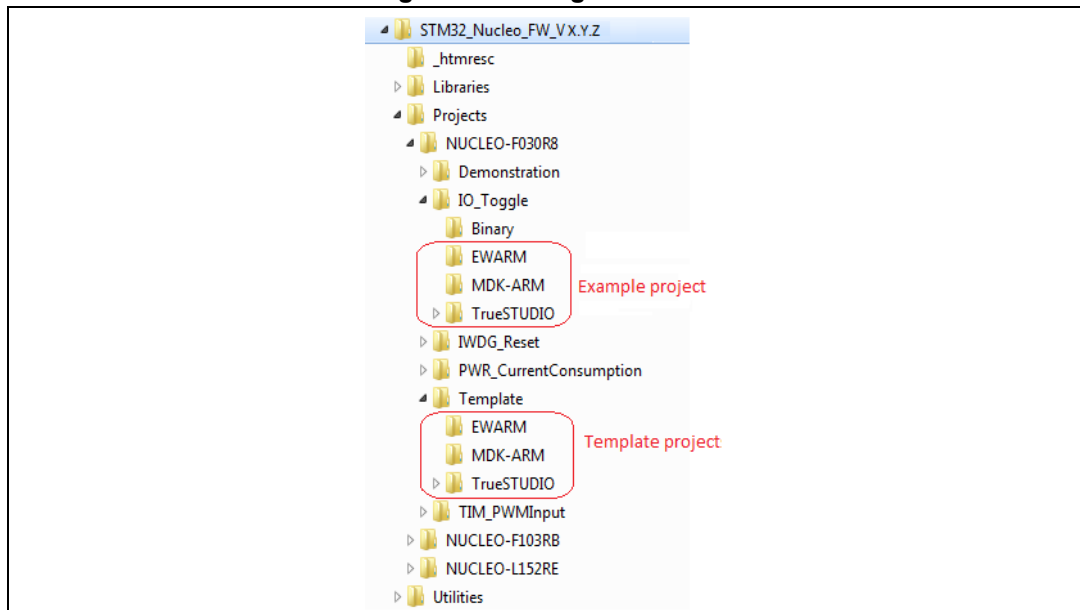 STM32_Nucleo_FW_V X.Y.Z
_htmresc
Libraries
Projects
NUCLEO-F030R8
Demonstration
IO_Toggle
Binary
EWARM
MDK-ARM
Example project
TrueSTUDIO
IWDG_Reset
PWR_CurrentConsumption
Template
EWARM
Template project
MDK-ARM
TrueSTUDIO
TIM_PWMInput
NUCLEO-F103RB
NUCLEO-L152RE
Utilities